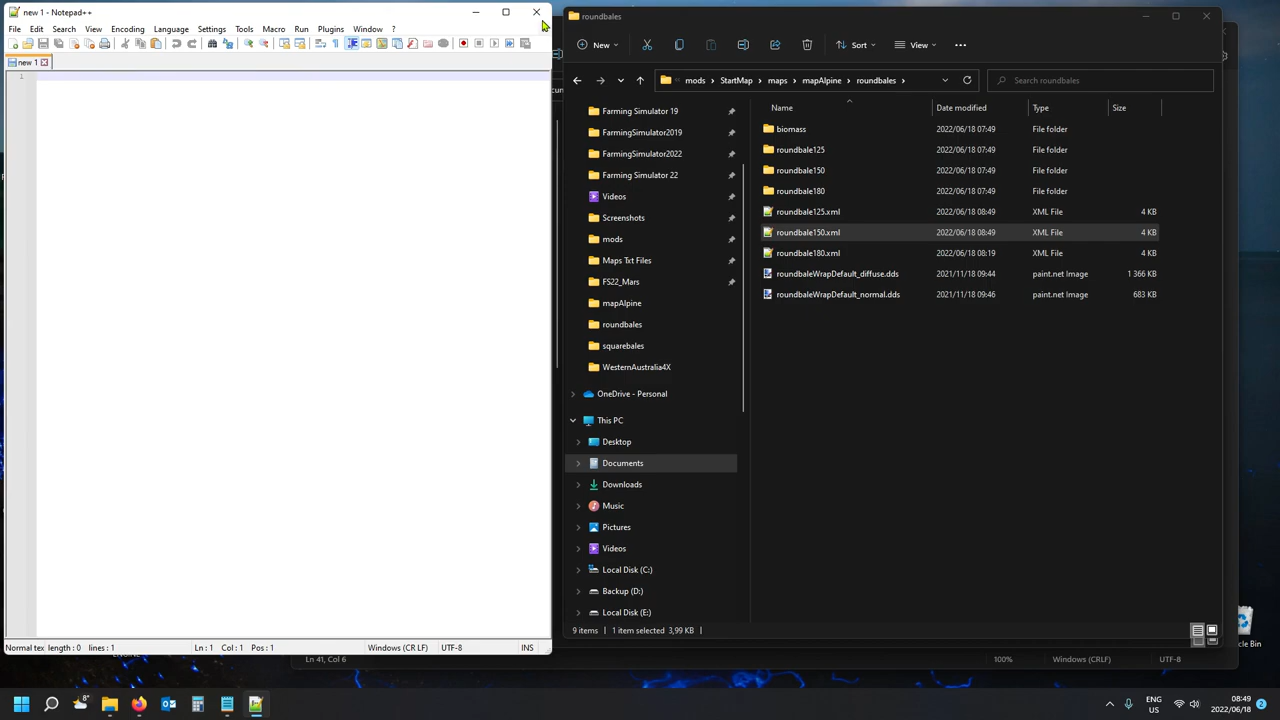 new 1 - Notepad++
File Edit Search View Encoding Language Settings Tools Macro Run Plugins Window ?
new 1
1
Normal tex length : 0 lines : 1 Ln : 1 Col : 1 Pos : 1 Windows (CR LF) UTF-8 INS
roundbales
New Sort View
mods StartMap maps mapAlpine roundbales Search roundbales
Farming Simulator 19
FarmingSimulator2019
FarmingSimulator2022
Farming Simulator 22
Videos
Screenshots
mods
Maps Txt Files
FS22_Mars
mapAlpine
roundbales
squarebales
WesternAustralia4X
OneDrive - Personal
This PC
Desktop
Documents
Downloads
Music
Pictures
Videos
Local Disk (C:)
Backup (D:)
Local Disk (E:)
Name Date modified Type Size
biomass 2022/06/18 07:49 File folder
roundbale125 2022/06/18 07:49 File folder
roundbale150 2022/06/18 07:49 File folder
roundbale180 2022/06/18 07:49 File folder
roundbale125.xml 2022/06/18 08:49 XML File 4 KB
roundbale150.xml 2022/06/18 08:49 XML File 4 KB
roundbale180.xml 2022/06/18 08:19 XML File 4 KB
roundbaleWrapDefault_diffuse.dds 2021/11/18 09:44 paint.net Image 1 366 KB
roundbaleWrapDefault_normal.dds 2021/11/18 09:46 paint.net Image 683 KB
9 items 1 item selected 3,99 KB
Ln 41, Col 6 100% Windows (CRLF) UTF-8
cle Bin
8°
ENG
US
08:49
2022/06/18
2